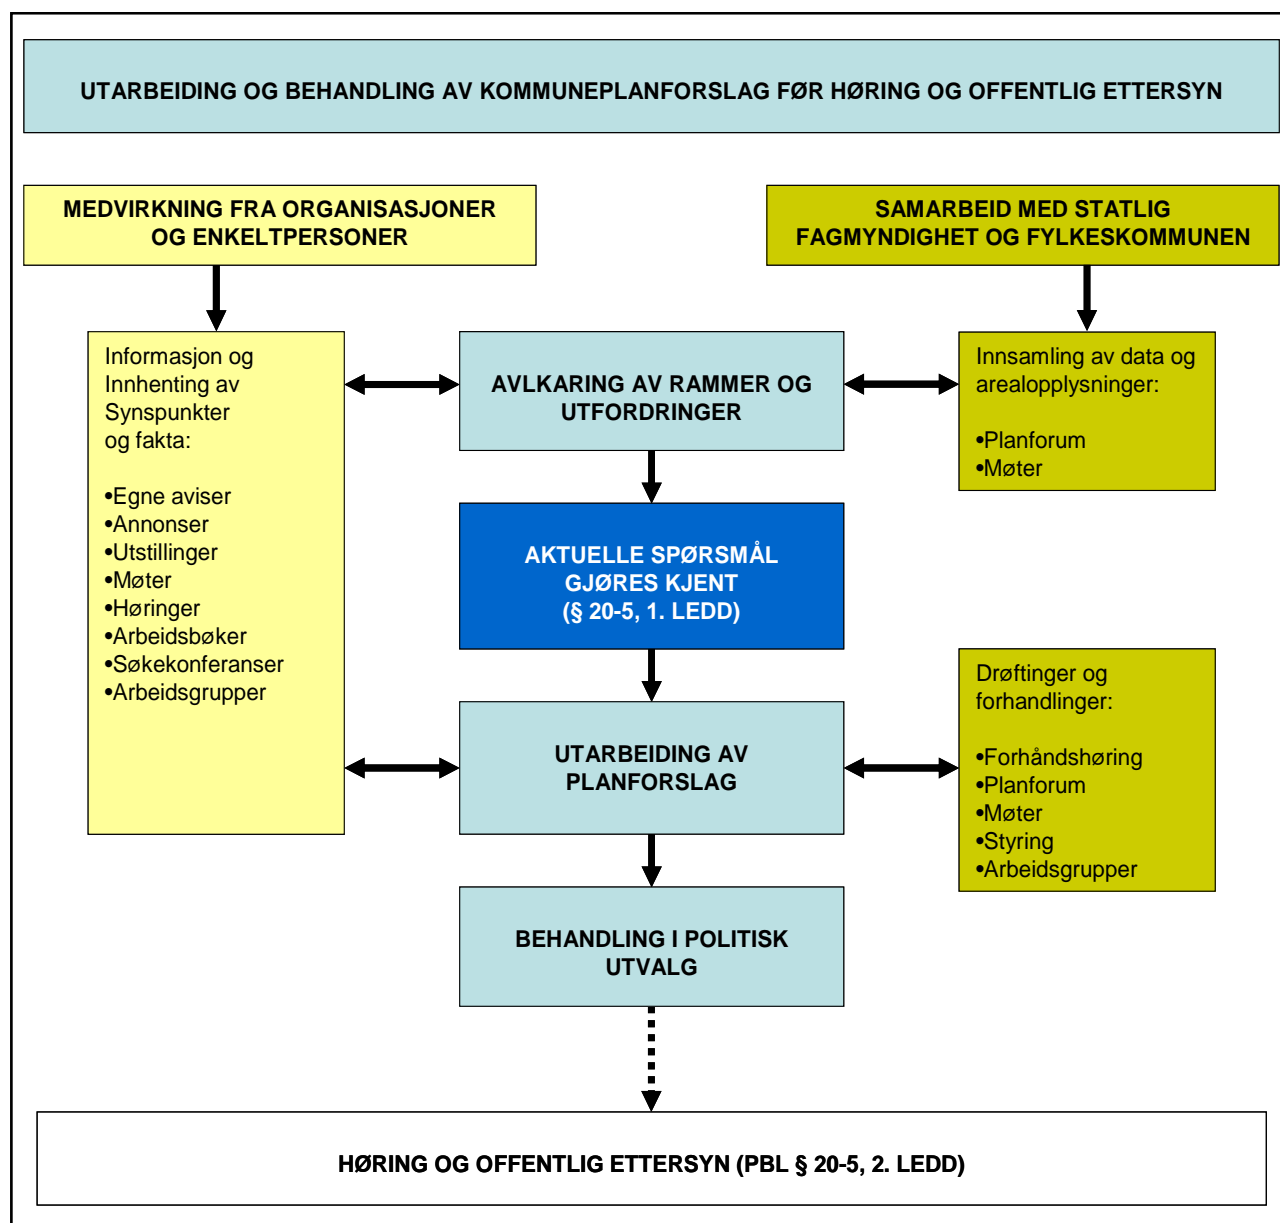 UTARBEIDING OG BEHANDLING AV KOMMUNEPLANFORSLAG FØR HØRING OG OFFENTLIG ETTERSYN
MEDVIRKNING FRA ORGANISASJONER
OG ENKELTPERSONER
SAMARBEID MED STATLIG
FAGMYNDIGHET OG FYLKESKOMMUNEN
Informasjon og
Innhenting av
Synspunkter
og fakta:
•Egne aviser
•Annonser
•Utstillinger
•Møter
•Høringer
•Arbeidsbøker
•Søkekonferanser
•Arbeidsgrupper
AVLKARING AV RAMMER OG
UTFORDRINGER
Innsamling av data og
arealopplysninger:
•Planforum
•Møter
AKTUELLE SPØRSMÅL
GJØRES KJENT
(§ 20-5, 1. LEDD)
UTARBEIDING AV
PLANFORSLAG
Drøftinger og
forhandlinger:
•Forhåndshøring
•Planforum
•Møter
•Styring
•Arbeidsgrupper
BEHANDLING I POLITISK
UTVALG
HØRING OG OFFENTLIG ETTERSYN (PBL § 20-5, 2. LEDD)